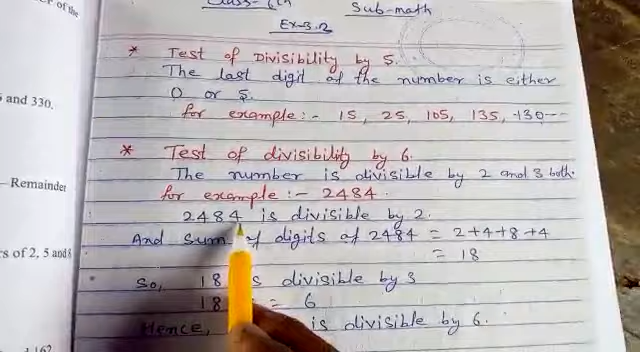 Sub-math
Ex-3.2
* Test of Divisibility by 5.
The last digit of the number is either
0 or 5.
for example:- 15, 25, 105, 135, 130---
* Test of divisibility by 6.
The number is divisible by 2 and 3 both.
for example:- 2484.
2484 is divisible by 2.
And sum of digits of 2484 = 2+4+8+4
= 18
So, 18 is divisible by 3
18 = 6
Hence, is divisible by 6.
and 330.
Remainder
s of 2, 5 and